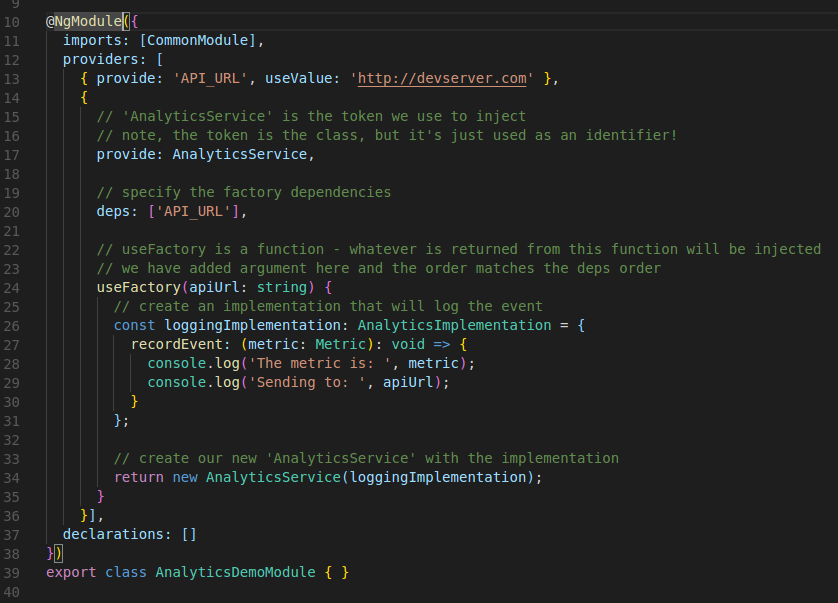 9
10 @NgModule({
11   imports: [CommonModule],
12   providers: [
13     { provide: 'API_URL', useValue: 'http://devserver.com' },
14     {
15       // 'AnalyticsService' is the token we use to inject
16       // note, the token is the class, but it's just used as an identifier!
17       provide: AnalyticsService,
18
19       // specify the factory dependencies
20       deps: ['API_URL'],
21
22       // useFactory is a function - whatever is returned from this function will be injected
23       // we have added argument here and the order matches the deps order
24       useFactory(apiUrl: string) {
25         // create an implementation that will log the event
26         const loggingImplementation: AnalyticsImplementation = {
27           recordEvent: (metric: Metric): void => {
28             console.log('The metric is: ', metric);
29             console.log('Sending to: ', apiUrl);
30           }
31         };
32
33         // create our new 'AnalyticsService' with the implementation
34         return new AnalyticsService(loggingImplementation);
35       }
36     }],
37   declarations: []
38 })
39 export class AnalyticsDemoModule { }
40